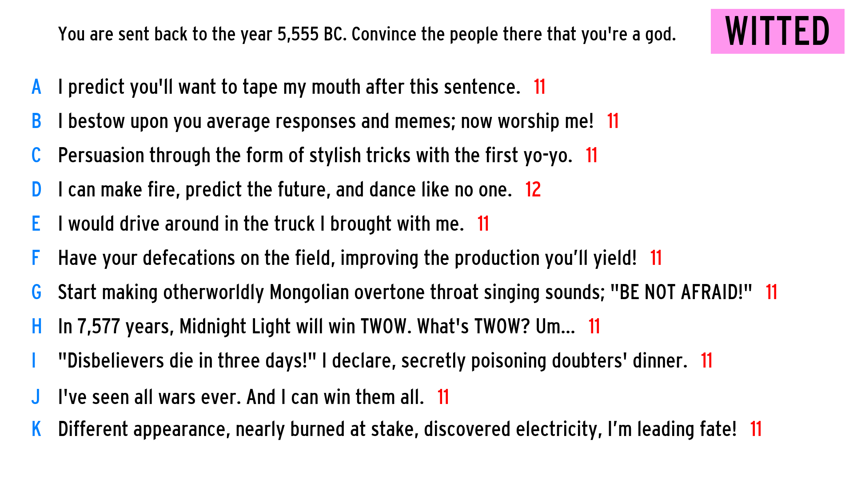 You are sent back to the year 5,555 BC. Convince the people there that you're a god.
WITTED
A I predict you'll want to tape my mouth after this sentence. 11
B I bestow upon you average responses and memes; now worship me! 11
C Persuasion through the form of stylish tricks with the first yo-yo. 11
D I can make fire, predict the future, and dance like no one. 12
E I would drive around in the truck I brought with me. 11
F Have your defecations on the field, improving the production you’ll yield! 11
G Start making otherworldly Mongolian overtone throat singing sounds; "BE NOT AFRAID!" 11
H In 7,577 years, Midnight Light will win TWOW. What's TWOW? Um... 11
I "Disbelievers die in three days!" I declare, secretly poisoning doubters' dinner. 11
J I've seen all wars ever. And I can win them all. 11
K Different appearance, nearly burned at stake, discovered electricity, I’m leading fate! 11